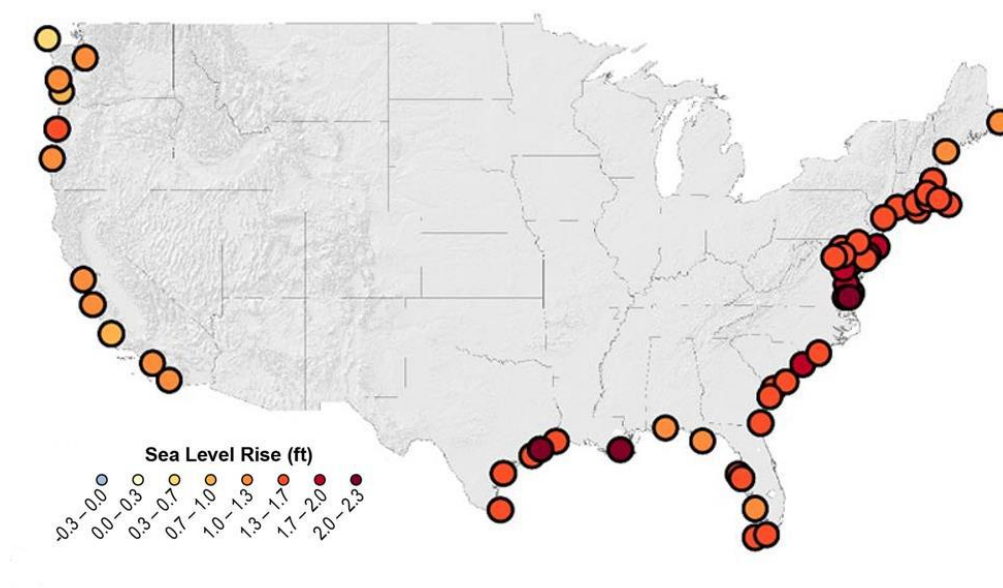 Sea Level Rise (ft)
-0.3 – 0.0
0.0 – 0.3
0.3 – 0.7
0.7 – 1.0
1.0 – 1.3
1.3 – 1.7
1.7 – 2.0
2.0 – 2.3